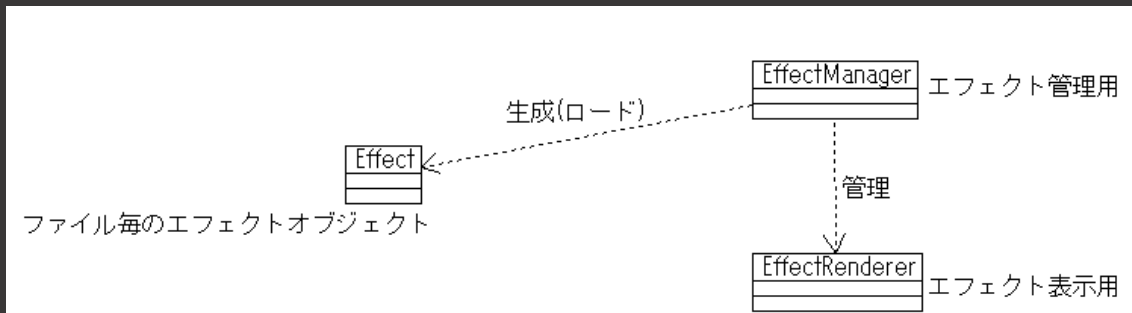 EffectManager
エフェクト管理用
生成(ロード)
Effect
ファイル毎のエフェクトオブジェクト
管理
EffectRenderer
エフェクト表示用